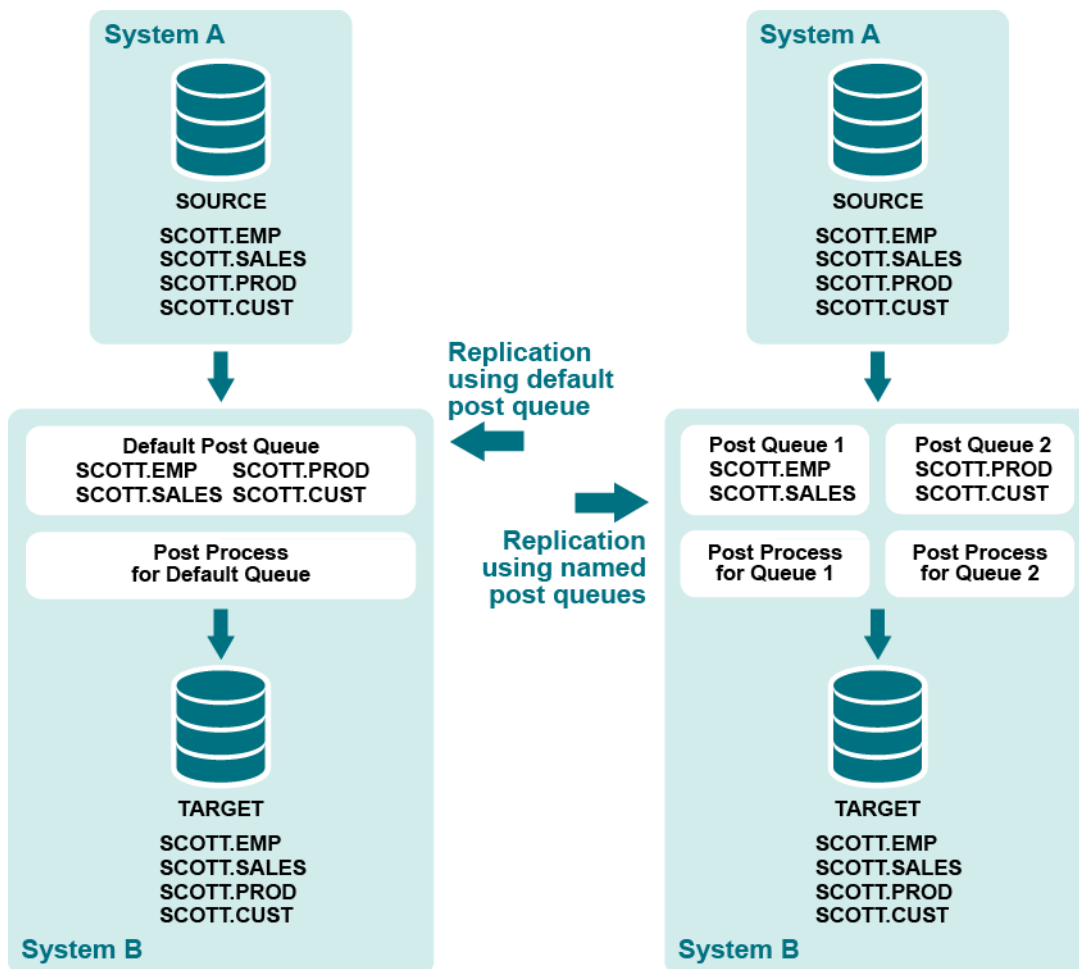 System A
SOURCE
SCOTT.EMP
SCOTT.SALES
SCOTT.PROD
SCOTT.CUST
Default Post Queue
SCOTT.EMP SCOTT.PROD
SCOTT.SALES SCOTT.CUST
Post Process
for Default Queue
TARGET
SCOTT.EMP
SCOTT.SALES
SCOTT.PROD
SCOTT.CUST
System B
Replication
using default
post queue
Replication
using named
post queues
System A
SOURCE
SCOTT.EMP
SCOTT.SALES
SCOTT.PROD
SCOTT.CUST
Post Queue 1
SCOTT.EMP
SCOTT.SALES
Post Queue 2
SCOTT.PROD
SCOTT.CUST
Post Process
for Queue 1
Post Process
for Queue 2
TARGET
SCOTT.EMP
SCOTT.SALES
SCOTT.PROD
SCOTT.CUST
System B